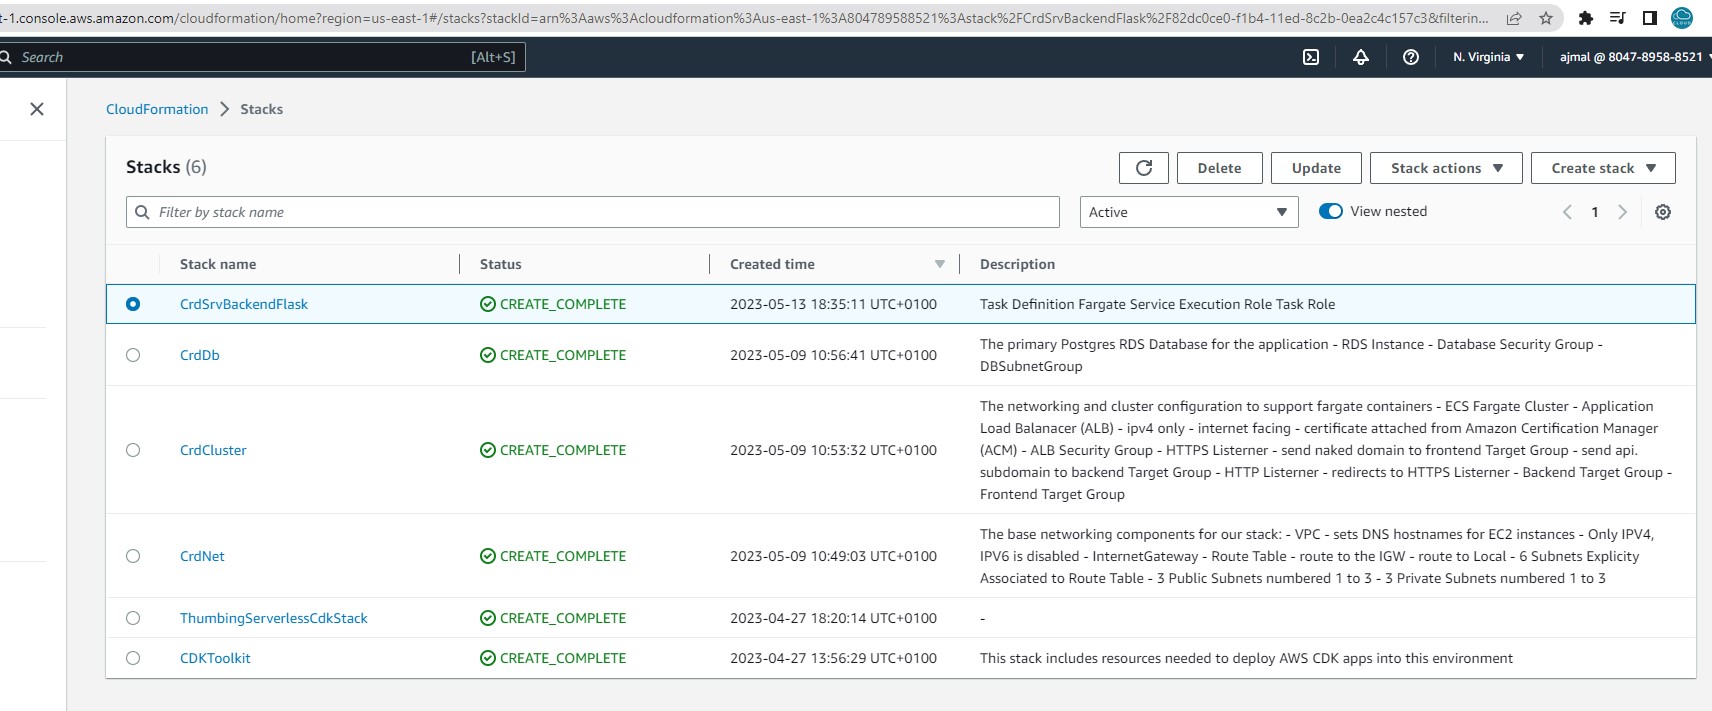 t-1.console.aws.amazon.com/cloudformation/home?region=us-east-1#/stacks?stackId=arn%3Aaws%3Acloudformation%3Aus-east-1%3A804789588521%3Astack%2FCrdSrvBackendFlask%2F82dc0ce0-f1b4-11ed-8c2b-0ea2c4c157c3&filterin...
Search [Alt+S] N. Virginia ajmal @ 8047-8958-8521
CloudFormation Stacks
Stacks (6) Delete Update Stack actions Create stack
Filter by stack name Active View nested 1
Stack name Status Created time Description
CrdSrvBackendFlask CREATE_COMPLETE 2023-05-13 18:35:11 UTC+0100 Task Definition Fargate Service Execution Role Task Role
CrdDb CREATE_COMPLETE 2023-05-09 10:56:41 UTC+0100 The primary Postgres RDS Database for the application - RDS Instance - Database Security Group -
DBSubnetGroup
CrdCluster CREATE_COMPLETE 2023-05-09 10:53:32 UTC+0100 The networking and cluster configuration to support fargate containers - ECS Fargate Cluster - Application
Load Balanacer (ALB) - ipv4 only - internet facing - certificate attached from Amazon Certification Manager
(ACM) - ALB Security Group - HTTPS Listerner - send naked domain to frontend Target Group - send api.
subdomain to backend Target Group - HTTP Listerner - redirects to HTTPS Listerner - Backend Target Group -
Frontend Target Group
CrdNet CREATE_COMPLETE 2023-05-09 10:49:03 UTC+0100 The base networking components for our stack: - VPC - sets DNS hostnames for EC2 instances - Only IPV4,
IPV6 is disabled - InternetGateway - Route Table - route to the IGW - route to Local - 6 Subnets Explicity
Associated to Route Table - 3 Public Subnets numbered 1 to 3 - 3 Private Subnets numbered 1 to 3
ThumbingServerlessCdkStack CREATE_COMPLETE 2023-04-27 18:20:14 UTC+0100 -
CDKToolkit CREATE_COMPLETE 2023-04-27 13:56:29 UTC+0100 This stack includes resources needed to deploy AWS CDK apps into this environment